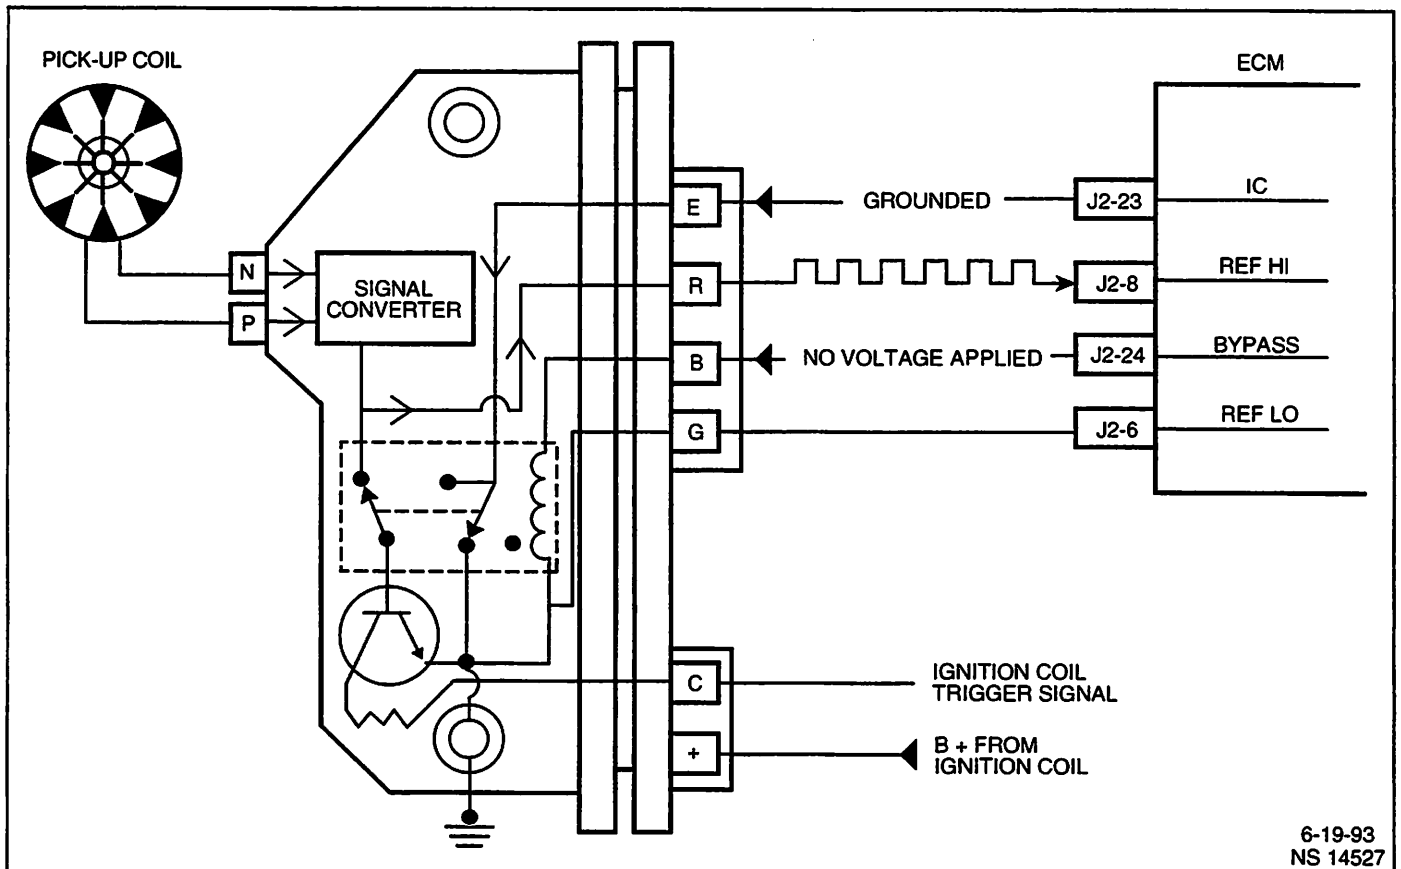 PICK-UP COIL
ECM
N
P
SIGNAL
CONVERTER
E
GROUNDED
J2-23
IC
R
J2-8
REF HI
B
NO VOLTAGE APPLIED
J2-24
BYPASS
G
J2-6
REF LO
C
IGNITION COIL
TRIGGER SIGNAL
+
B + FROM
IGNITION COIL
6-19-93
NS 14527